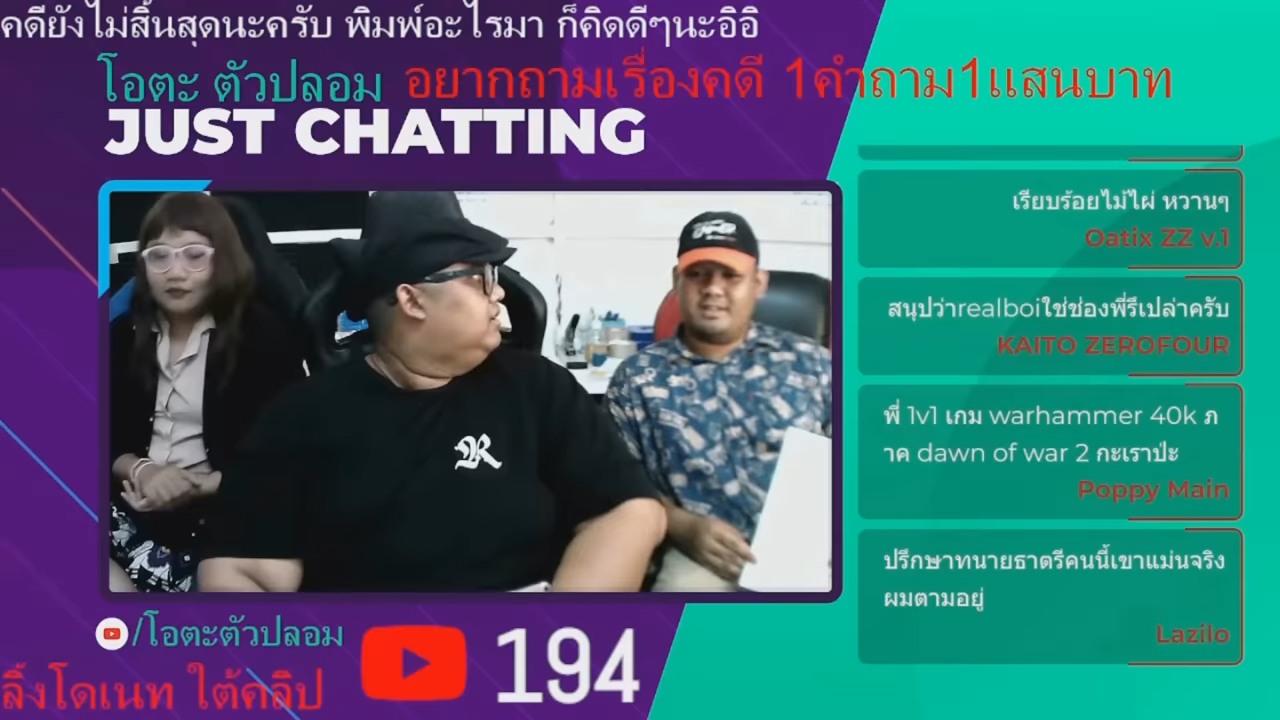 คดียังไม่สิ้นสุดนะครับ พิมพ์อะไรมา ก็คิดดีๆนะอิอิ
โอตะ ตัวปลอม อยากถามเรื่องคดี 1คำถาม1แสนบาท
JUST CHATTING
เรียบร้อยไม้ไผ่ หวานๆ
Oatix ZZ v.1
สนุปว่าrealboiใช่ช่องพี่รึเปล่าครับ
KAITO ZEROFOUR
พี่ 1v1 เกม warhammer 40k ภ
าค dawn of war 2 กะเราป่ะ
Poppy Main
ปรึกษาทนายธาตรีคนนี้เขาแม่นจริง
ผมตามอยู่
Lazilo
R
/โอตะตัวปลอม
194
ลิ้งโดเนท ใต้คลิป